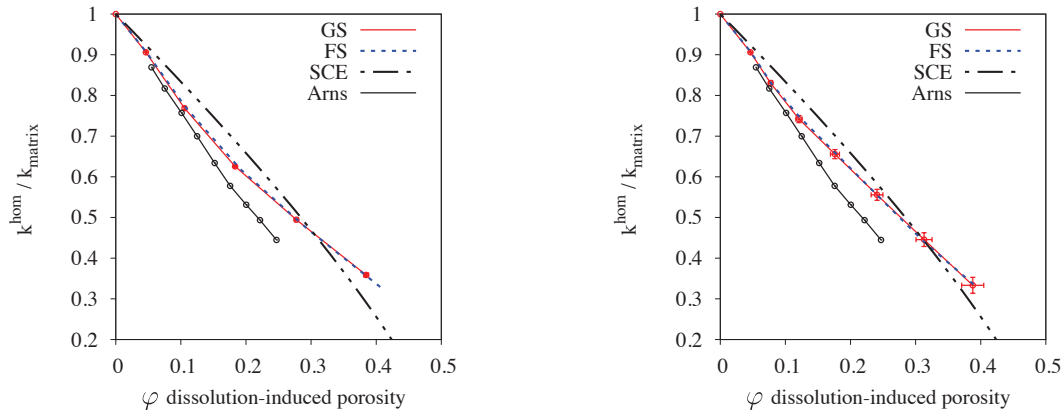 1
0.9
0.8
0.7
0.6
0.5
0.4
0.3
0.2
k^hom / k_matrix
GS
FS
SCE
Arns
0 0.1 0.2 0.3 0.4 0.5
φ dissolution-induced porosity
1
0.9
0.8
0.7
0.6
0.5
0.4
0.3
0.2
k^hom / k_matrix
GS
FS
SCE
Arns
0 0.1 0.2 0.3 0.4 0.5
φ dissolution-induced porosity